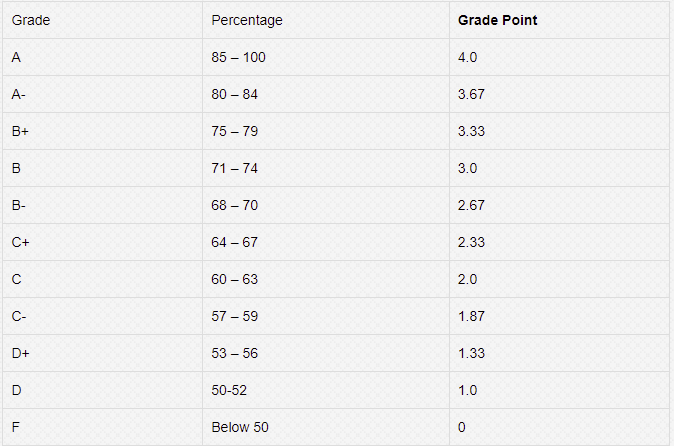 Grade Percentage Grade Point
A 85 – 100 4.0
A- 80 – 84 3.67
B+ 75 – 79 3.33
B 71 – 74 3.0
B- 68 – 70 2.67
C+ 64 – 67 2.33
C 60 – 63 2.0
C- 57 – 59 1.87
D+ 53 – 56 1.33
D 50-52 1.0
F Below 50 0